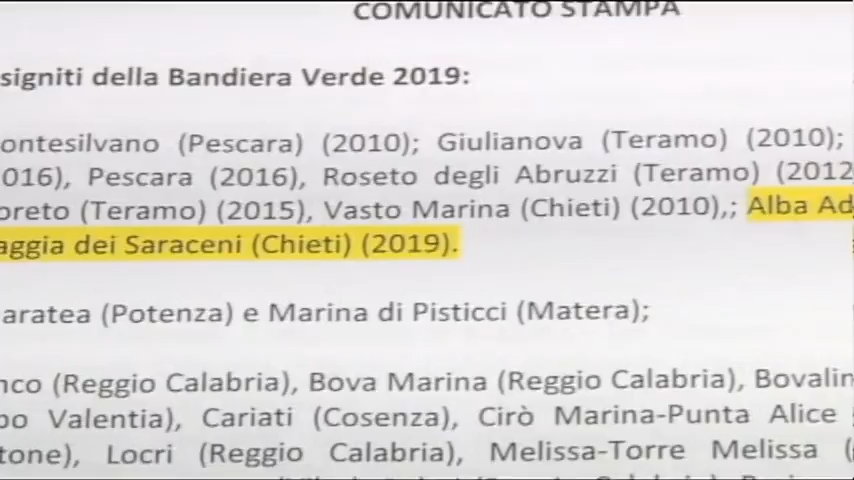 COMUNICATO STAMPA
signiti della Bandiera Verde 2019:
ontesilvano (Pescara) (2010); Giulianova (Teramo) (2010);
016), Pescara (2016), Roseto degli Abruzzi (Teramo) (2012
oreto (Teramo) (2015), Vasto Marina (Chieti) (2010),; Alba Ad
aggia dei Saraceni (Chieti) (2019).
aratea (Potenza) e Marina di Pisticci (Matera);
nco (Reggio Calabria), Bova Marina (Reggio Calabria), Bovalin
bo Valentia), Cariati (Cosenza), Cirò Marina-Punta Alice
tone), Locri (Reggio Calabria), Melissa-Torre Melissa (